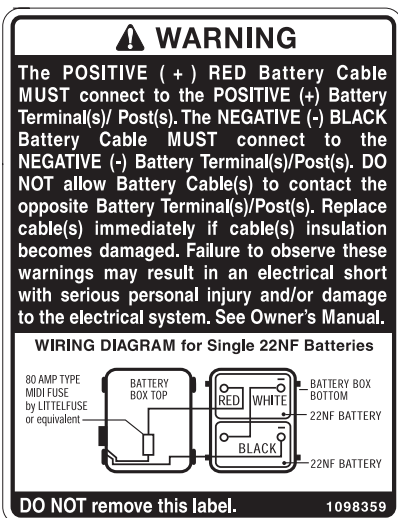 WARNING
The POSITIVE ( + ) RED Battery Cable
MUST connect to the POSITIVE (+) Battery
Terminal(s)/ Post(s). The NEGATIVE (-) BLACK
Battery Cable MUST connect to the
NEGATIVE (-) Battery Terminal(s)/Post(s). DO
NOT allow Battery Cable(s) to contact the
opposite Battery Terminal(s)/Post(s). Replace
cable(s) immediately if cable(s) insulation
becomes damaged. Failure to observe these
warnings may result in an electrical short
with serious personal injury and/or damage
to the electrical system. See Owner's Manual.
WIRING DIAGRAM for Single 22NF Batteries
80 AMP TYPE
MIDI FUSE
by LITTELFUSE
or equivalent
BATTERY
BOX TOP
RED
WHITE
BLACK
BATTERY BOX
BOTTOM
22NF BATTERY
22NF BATTERY
DO NOT remove this label.
1098359